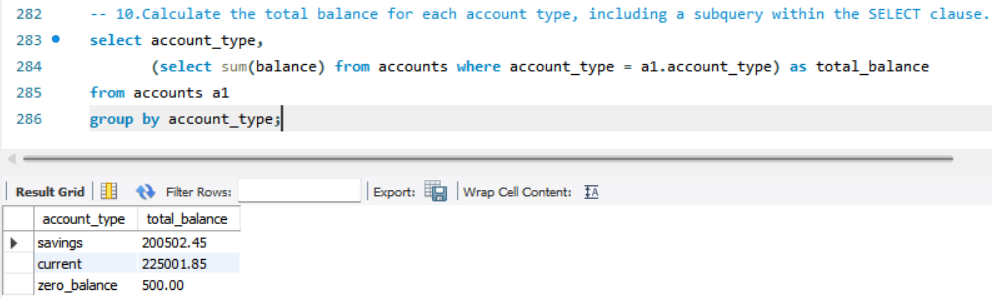 282 -- 10.Calculate the total balance for each account type, including a subquery within the SELECT clause.
283 select account_type,
284 (select sum(balance) from accounts where account_type = a1.account_type) as total_balance
285 from accounts a1
286 group by account_type;
Result Grid Filter Rows: Export: Wrap Cell Content:
account_type total_balance
savings 200502.45
current 225001.85
zero_balance 500.00